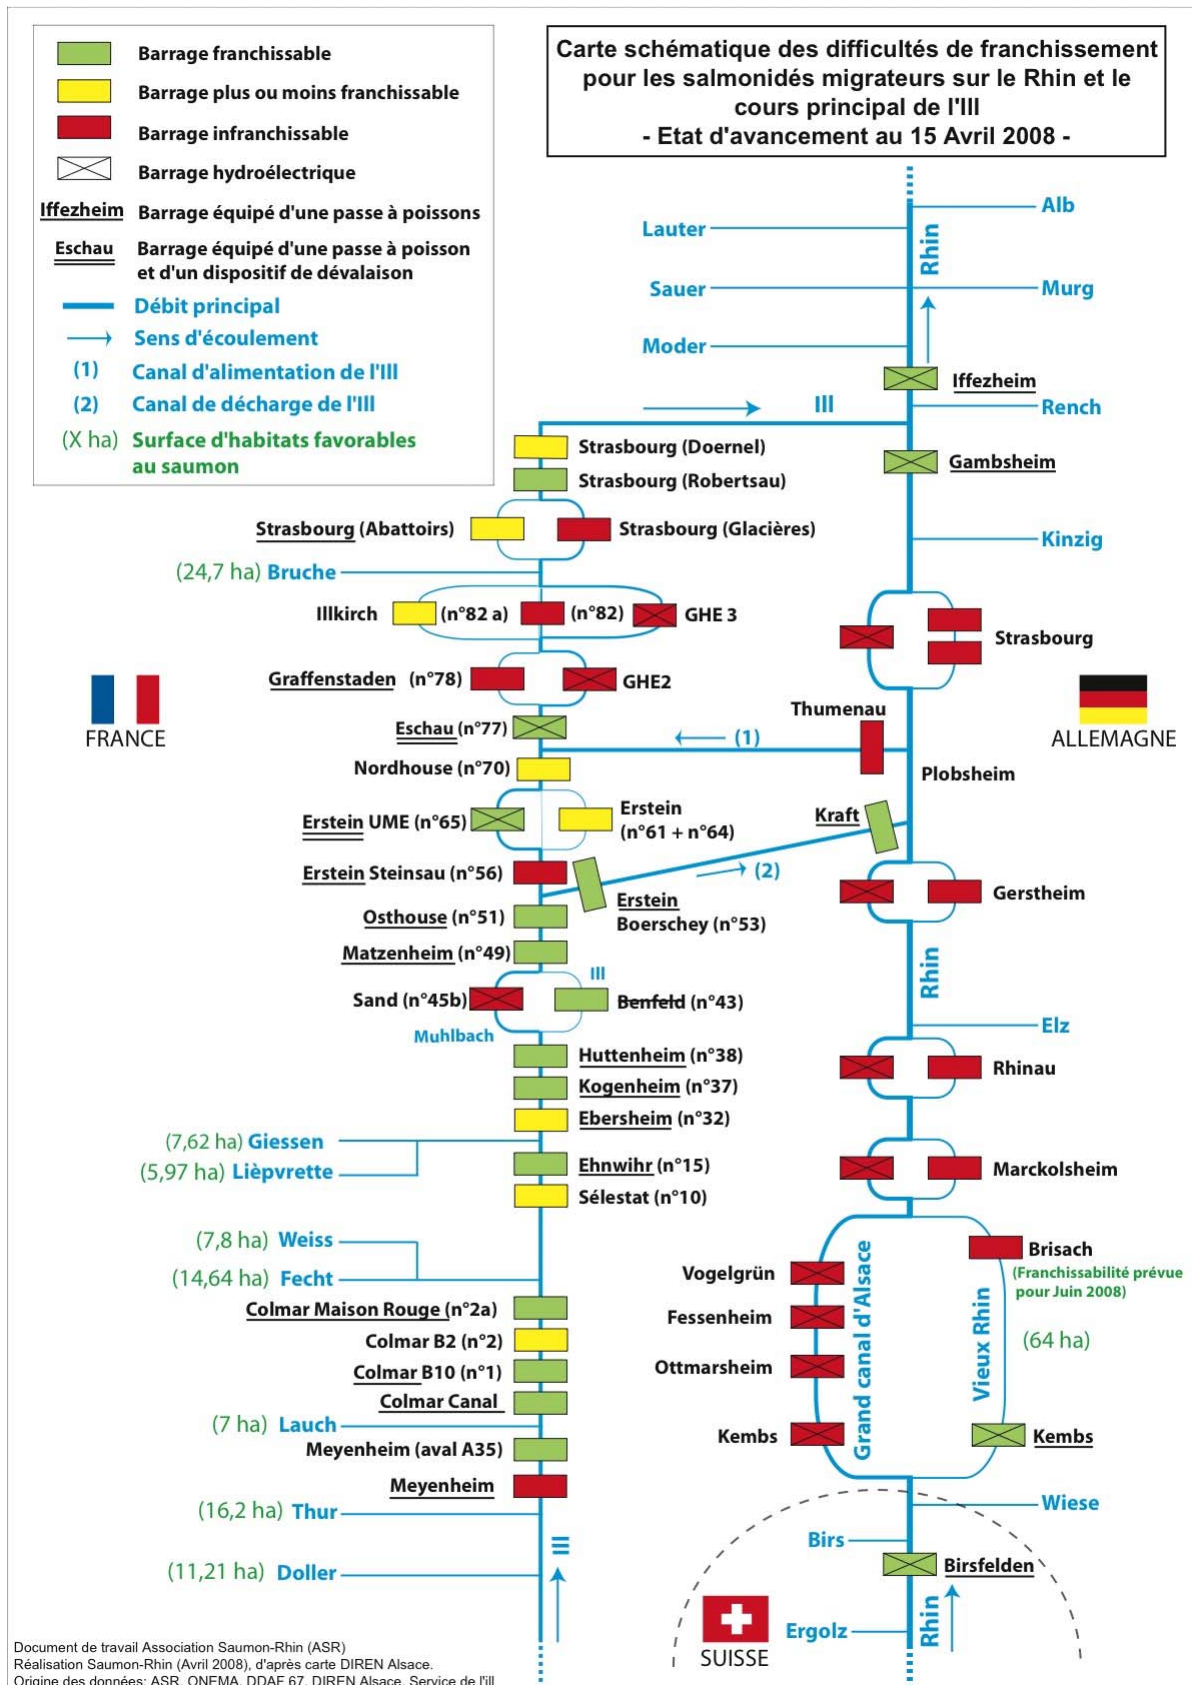 Barrage franchissable
Barrage plus ou moins franchissable
Barrage infranchissable
Barrage hydroélectrique
Iffezheim Barrage équipé d'une passe à poissons
Eschau Barrage équipé d'une passe à poisson
et d'un dispositif de dévalaison
Débit principal
Sens d'écoulement
(1) Canal d'alimentation de l'Ill
(2) Canal de décharge de l'Ill
(X ha) Surface d'habitats favorables
au saumon
Carte schématique des difficultés de franchissement
pour les salmonidés migrateurs sur le Rhin et le
cours principal de l'Ill
- Etat d'avancement au 15 Avril 2008 -
Alb
Lauter
Rhin
Sauer
Murg
Moder
Iffezheim
Rench
Ill
Strasbourg (Doernel)
Gambsheim
Strasbourg (Robertsau)
Strasbourg (Abattoirs)
Strasbourg (Glacières)
Kinzig
(24,7 ha) Bruche
Illkirch
(n°82 a)
(n°82)
GHE 3
Strasbourg
Graffenstaden (n°78)
GHE2
FRANCE
ALLEMAGNE
Thumenau
Eschau (n°77)
(1)
Nordhouse (n°70)
Plobsheim
Erstein UME (n°65)
Erstein
(n°61 + n°64)
Kraft
Erstein Steinsau (n°56)
(2)
Erstein
Boerschey (n°53)
Gerstheim
Osthouse (n°51)
Matzenheim (n°49)
Rhin
Ill
Sand (n°45b)
Benfeld (n°43)
Muhlbach
Elz
Huttenheim (n°38)
Kogenheim (n°37)
Rhinau
Ebersheim (n°32)
(7,62 ha) Giessen
(5,97 ha) Lièpvrette
Ehnwihr (n°15)
Marckolsheim
Sélestat (n°10)
(7,8 ha) Weiss
(14,64 ha) Fecht
Brisach
(Franchissabilité prévue
pour Juin 2008)
Vogelgrün
Fessenheim
Ottmarsheim
Kembs
Grand canal d'Alsace
Vieux Rhin
(64 ha)
Kembs
Colmar Maison Rouge (n°2a)
Colmar B2 (n°2)
Colmar B10 (n°1)
Colmar Canal
(7 ha) Lauch
Meyenheim (aval A35)
Meyenheim
(16,2 ha) Thur
Ill
(11,21 ha) Doller
Wiese
Birs
Birsfelden
Rhin
Ergolz
SUISSE
Document de travail Association Saumon-Rhin (ASR)
Réalisation Saumon-Rhin (Avril 2008), d'après carte DIREN Alsace.
Origine des données: ASR, ONEMA, DDAF 67, DIREN Alsace, Service de l'ill